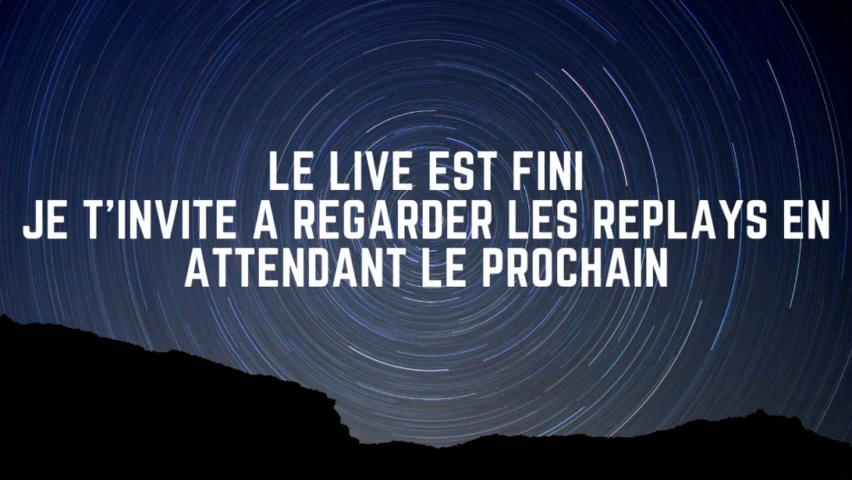 LE LIVE EST FINI
JE T'INVITE A REGARDER LES REPLAYS EN
ATTENDANT LE PROCHAIN